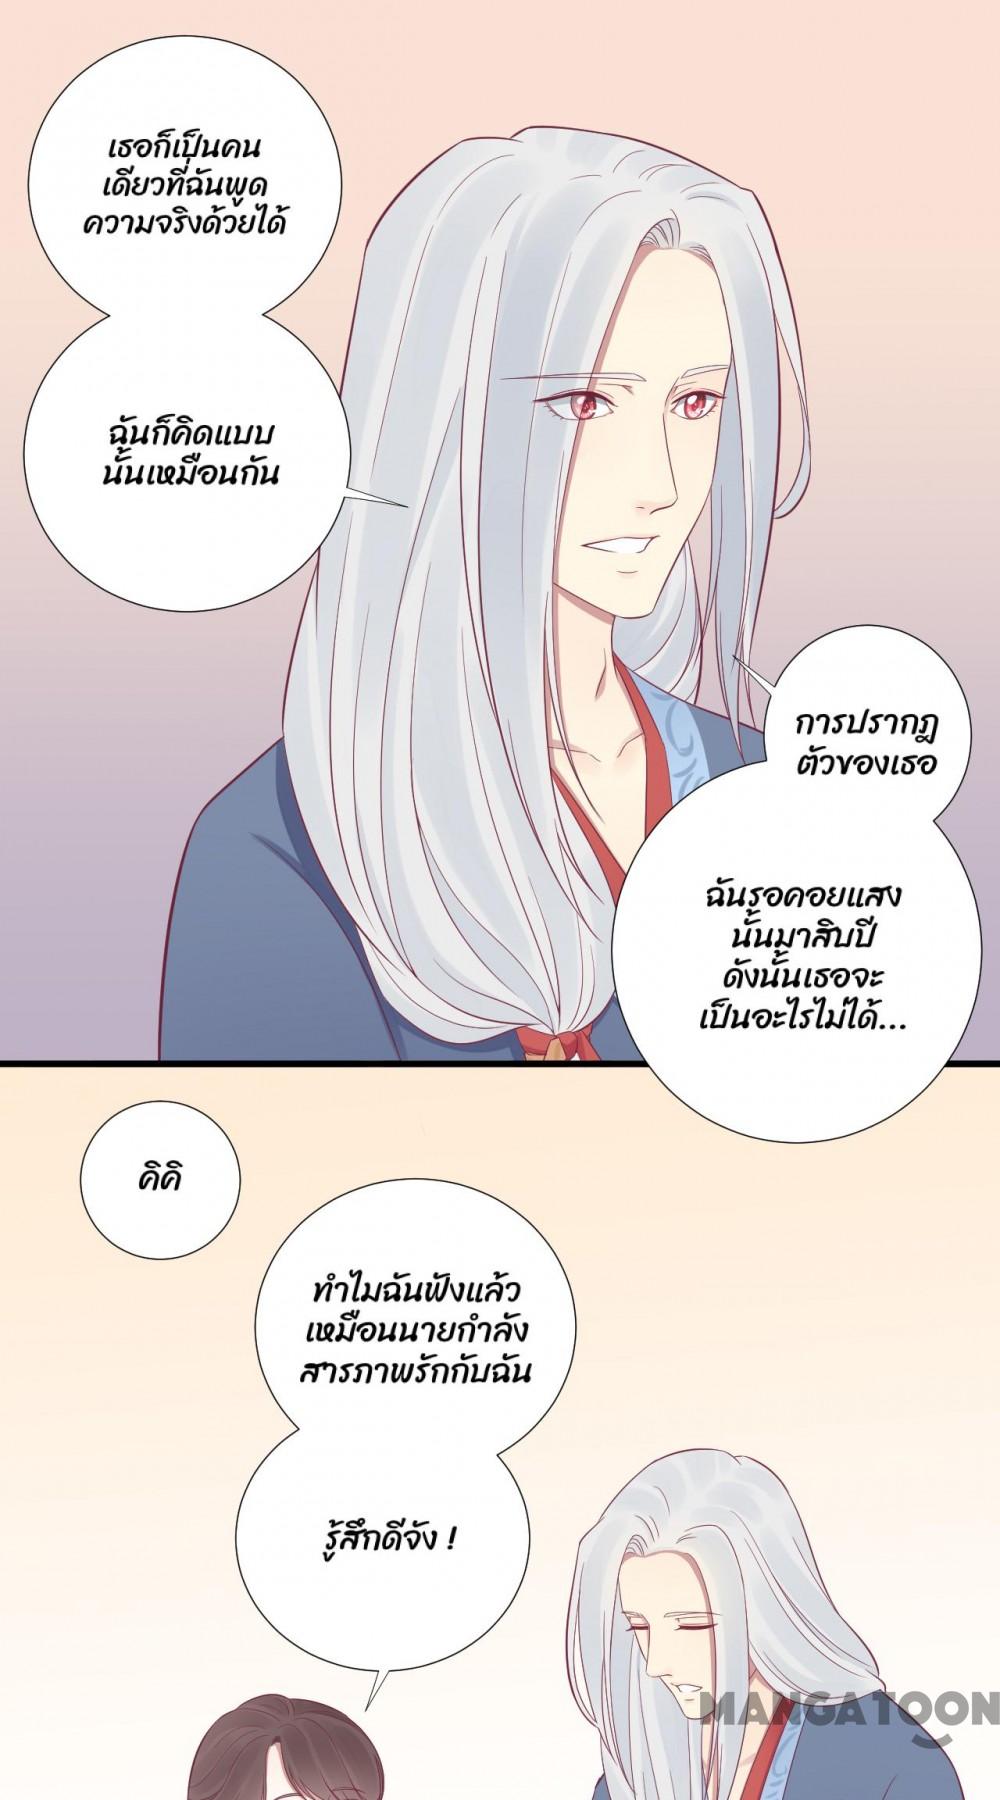 เธอก็เป็นคน
เดียวที่ฉันพูด
ความจริงด้วยได้
ฉันก็คิดแบบ
นั้นเหมือนกัน
การปรากฎ
ตัวของเธอ
ฉันรอคอยแสง
นั้นมาสิบปี
ดังนั้นเธอจะ
เป็นอะไรไม่ได้...
คิคิ
ทำไมฉันฟังแล้ว
เหมือนนายกำลัง
สารภาพรักกับฉัน
รู้สึกดีจัง !
MANGATOON